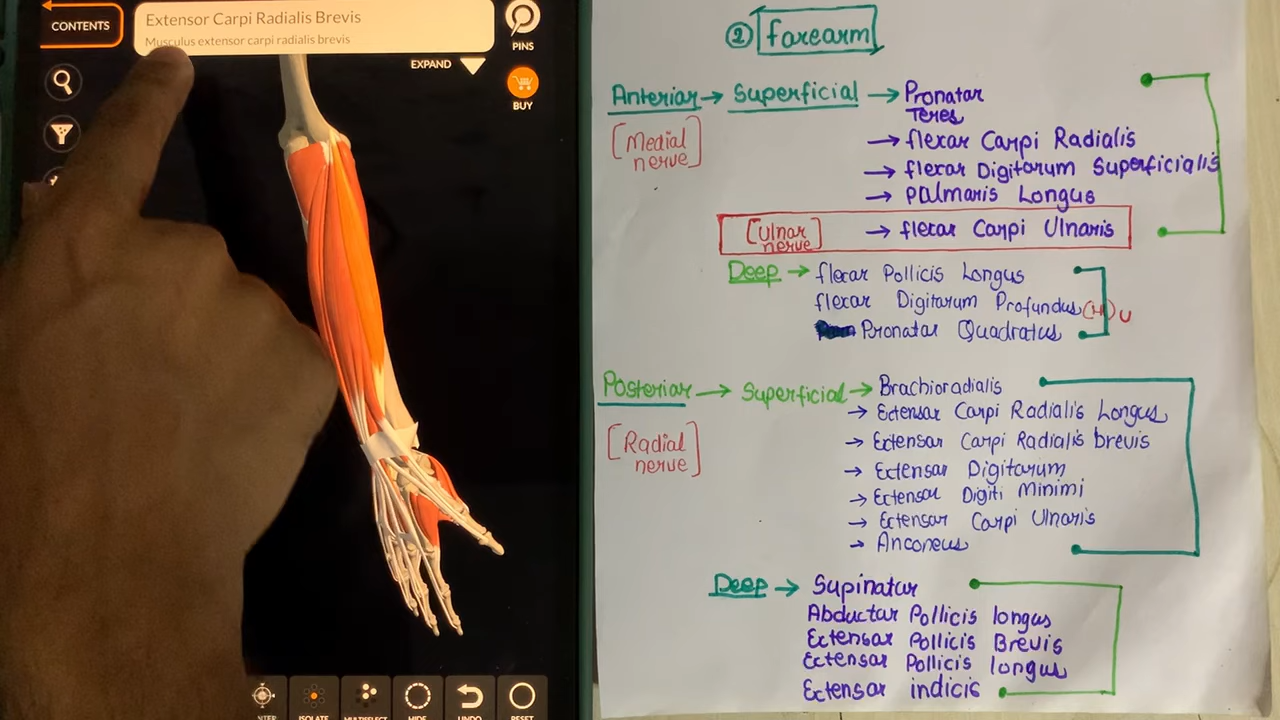 CONTENTS
Extensor Carpi Radialis Brevis
Musculus extensor carpi radialis brevis
PINS
EXPAND
BUY
ISOLATE
MULTISELECT
HIDE
UNDO
RESET
② forearm
Anterior → Superficial → Pronator
Teres
[Medial
nerve]
→ flexor Carpi Radialis
→ flexor Digitorum Superficialis
→ Palmaris Longus
[Ulnar
nerve] → flexor Carpi Ulnaris
Deep → flexor Pollicis Longus
flexor Digitorum Profundus (M) U
Pronator Quadratus
Posterior → Superficial → Brachioradialis
→ Extensor Carpi Radialis Longus
[Radial
nerve]
→ Extensor Carpi Radialis brevis
→ Extensor Digitorum
→ Extensor Digiti Minimi
→ Extensor Carpi Ulnaris
→ Anconeus
Deep → Supinator
Abductor Pollicis longus
Extensor Pollicis Brevis
Extensor Pollicis longus
Extensor indicis